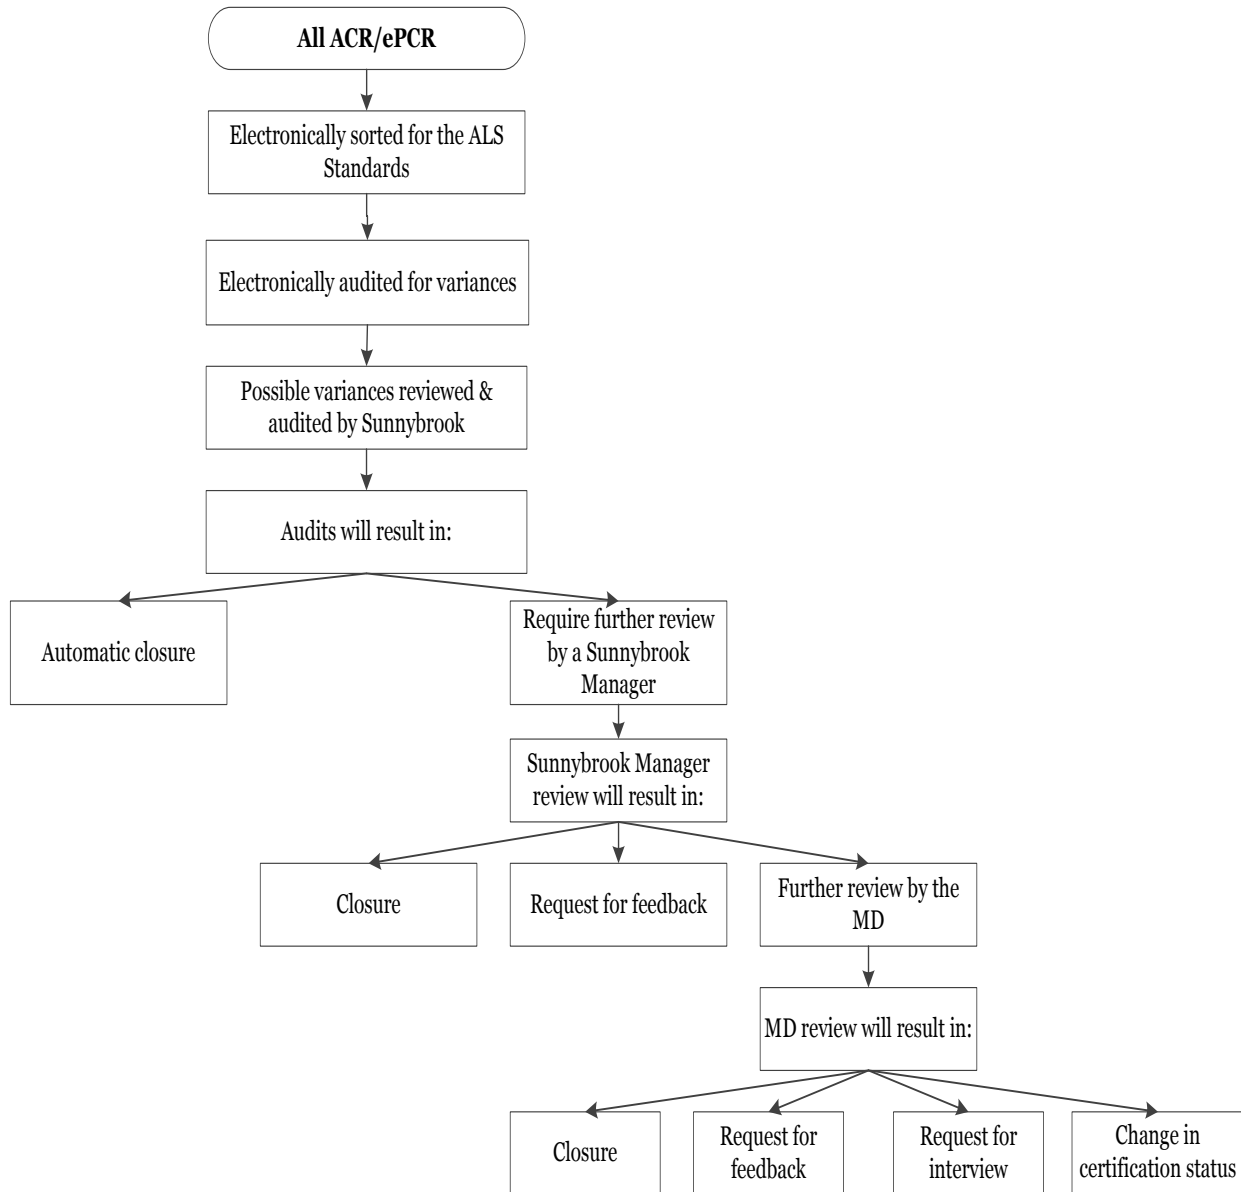 All ACR/ePCR
Electronically sorted for the ALS
Standards
Electronically audited for variances
Possible variances reviewed &
audited by Sunnybrook
Audits will result in:
Automatic closure
Require further review
by a Sunnybrook
Manager
Sunnybrook Manager
review will result in:
Closure
Request for feedback
Further review by the
MD
MD review will result in:
Closure
Request for
feedback
Request for
interview
Change in
certification status